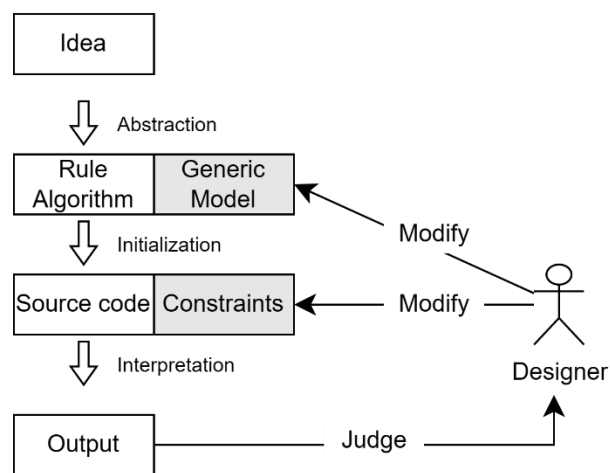 Idea
Abstraction
Rule Algorithm
Generic Model
Modify
Initialization
Source code
Constraints
Modify
Interpretation
Designer
Output
Judge